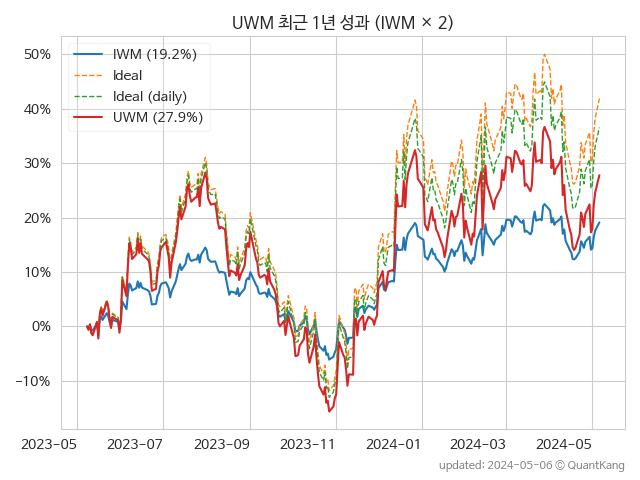 UWM 최근 1년 성과 (IWM × 2)
IWM (19.2%)
Ideal
Ideal (daily)
UWM (27.9%)
50%
40%
30%
20%
10%
0%
−10%
2023-05 2023-07 2023-09 2023-11 2024-01 2024-03 2024-05
updated: 2024-05-06 © QuantKang